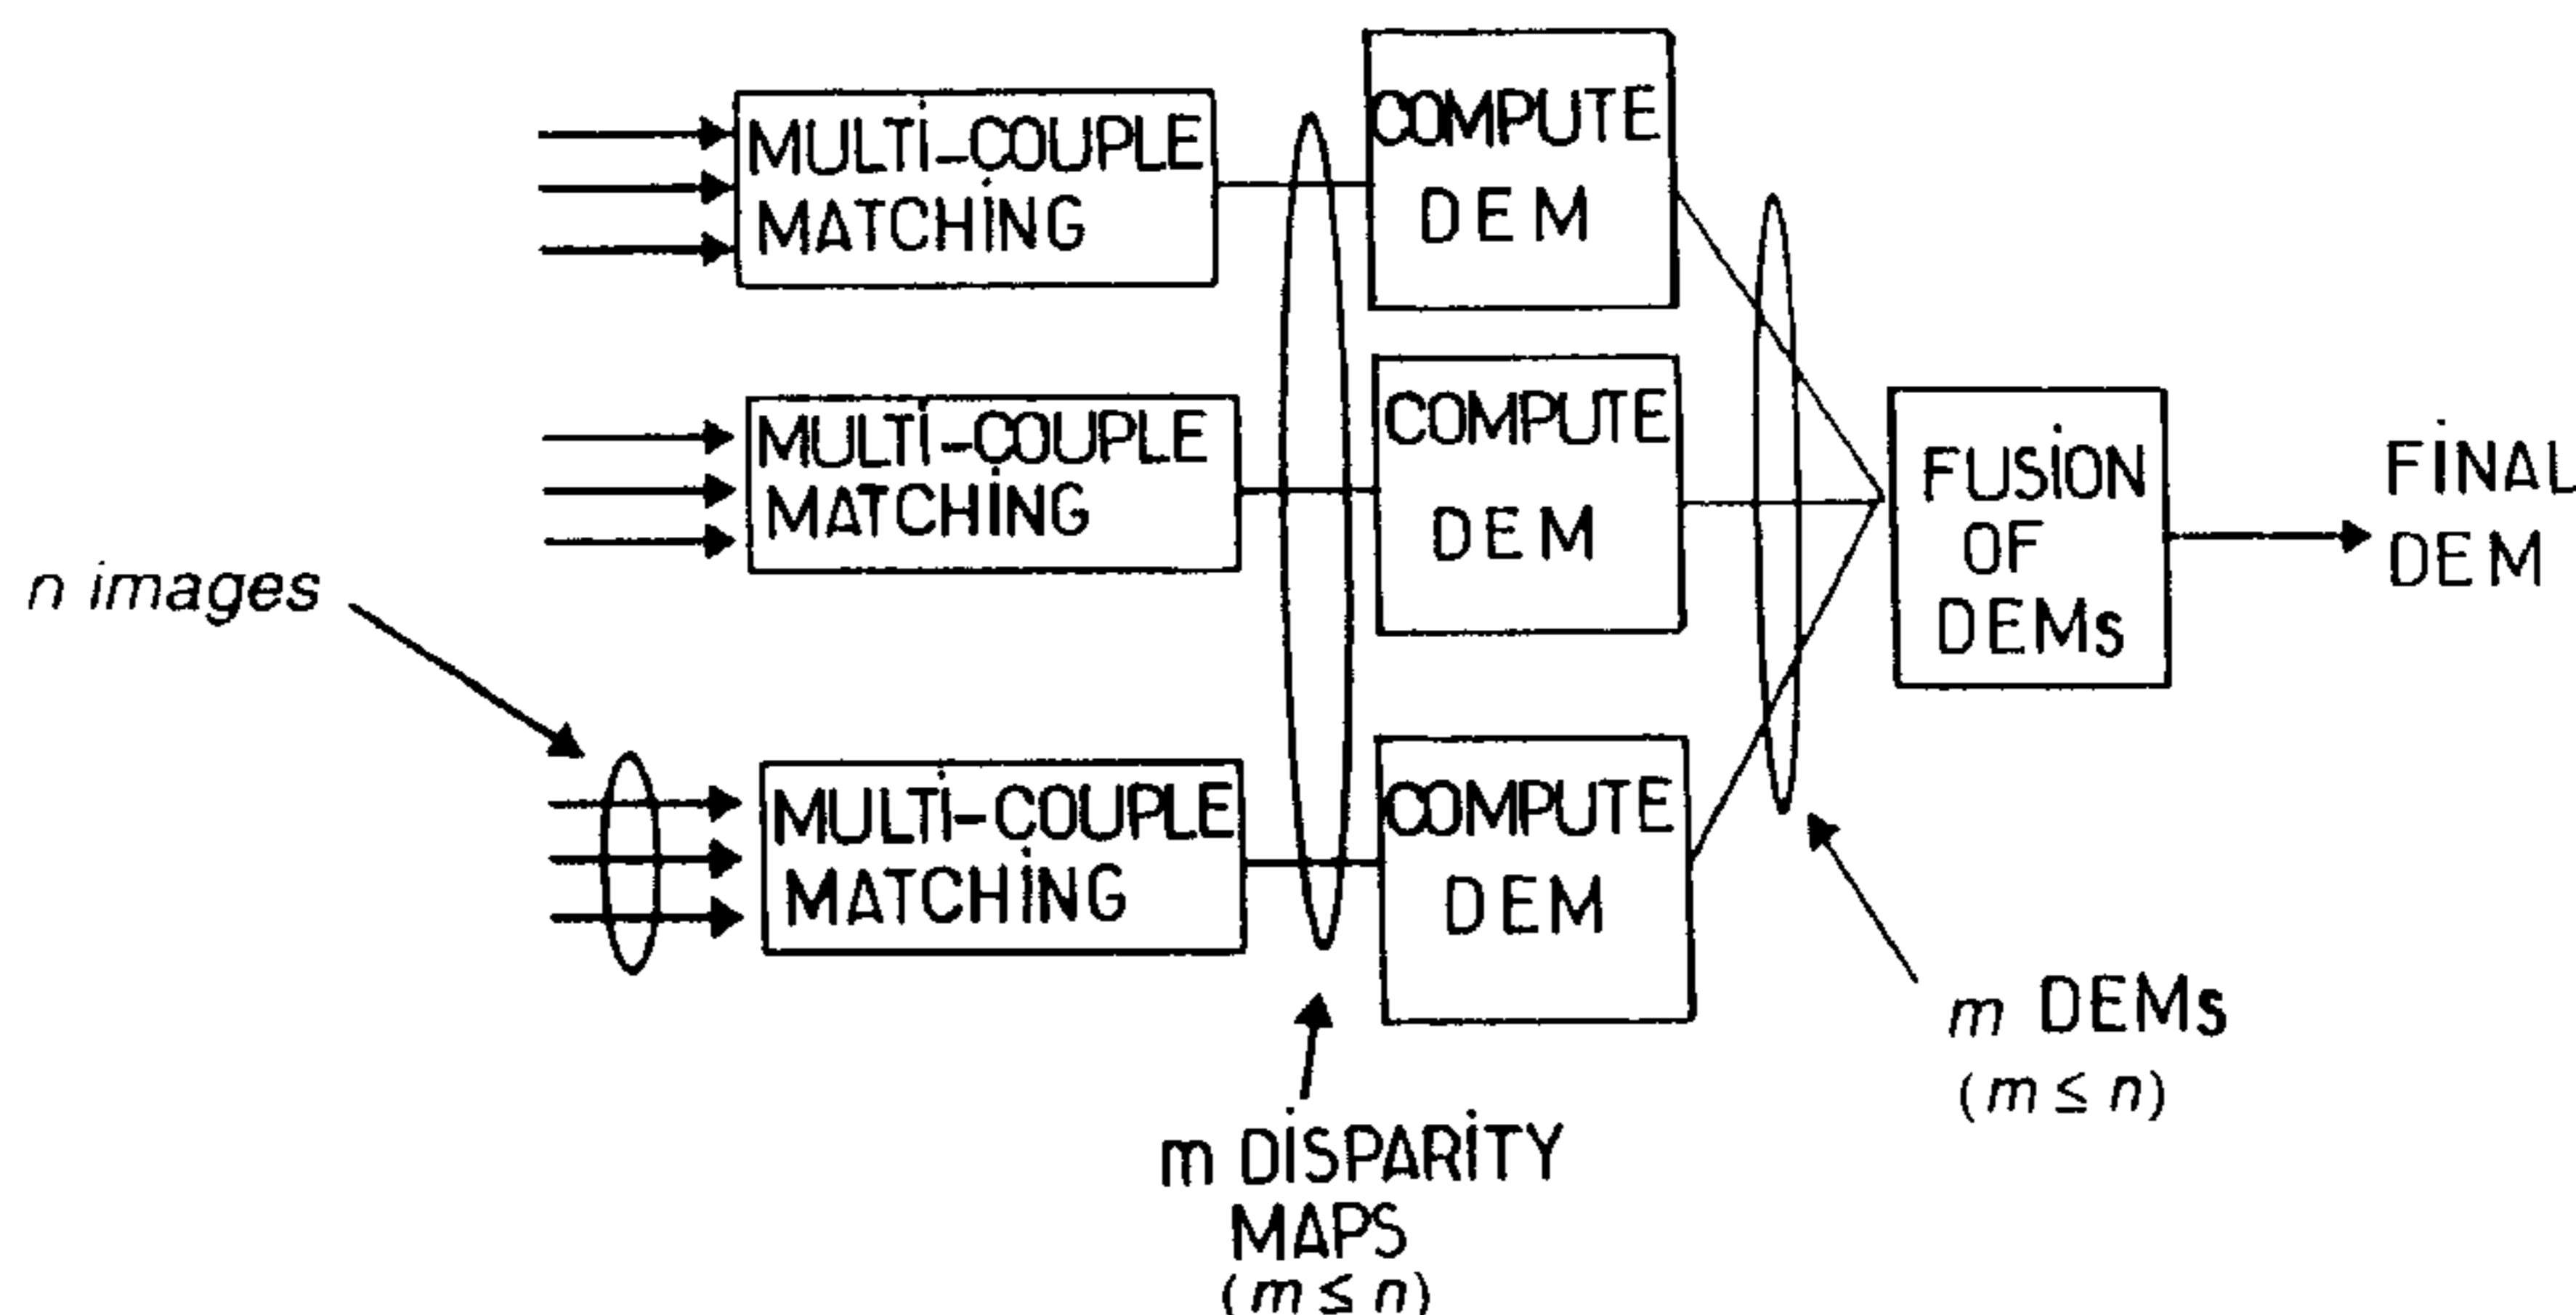 MULTi-COUPLE
MATCHiNG
COMPUTE
DEM
MULTi-COUPLE
MATCHiNG
COMPUTE
DEM
n images
MULTi-COUPLE
MATCHiNG
COMPUTE
DEM
FUSiON
OF
DEMs
FiNAL
DEM
m DEMs
(m ≤ n)
m DiSPARiTY
MAPS
(m ≤ n)